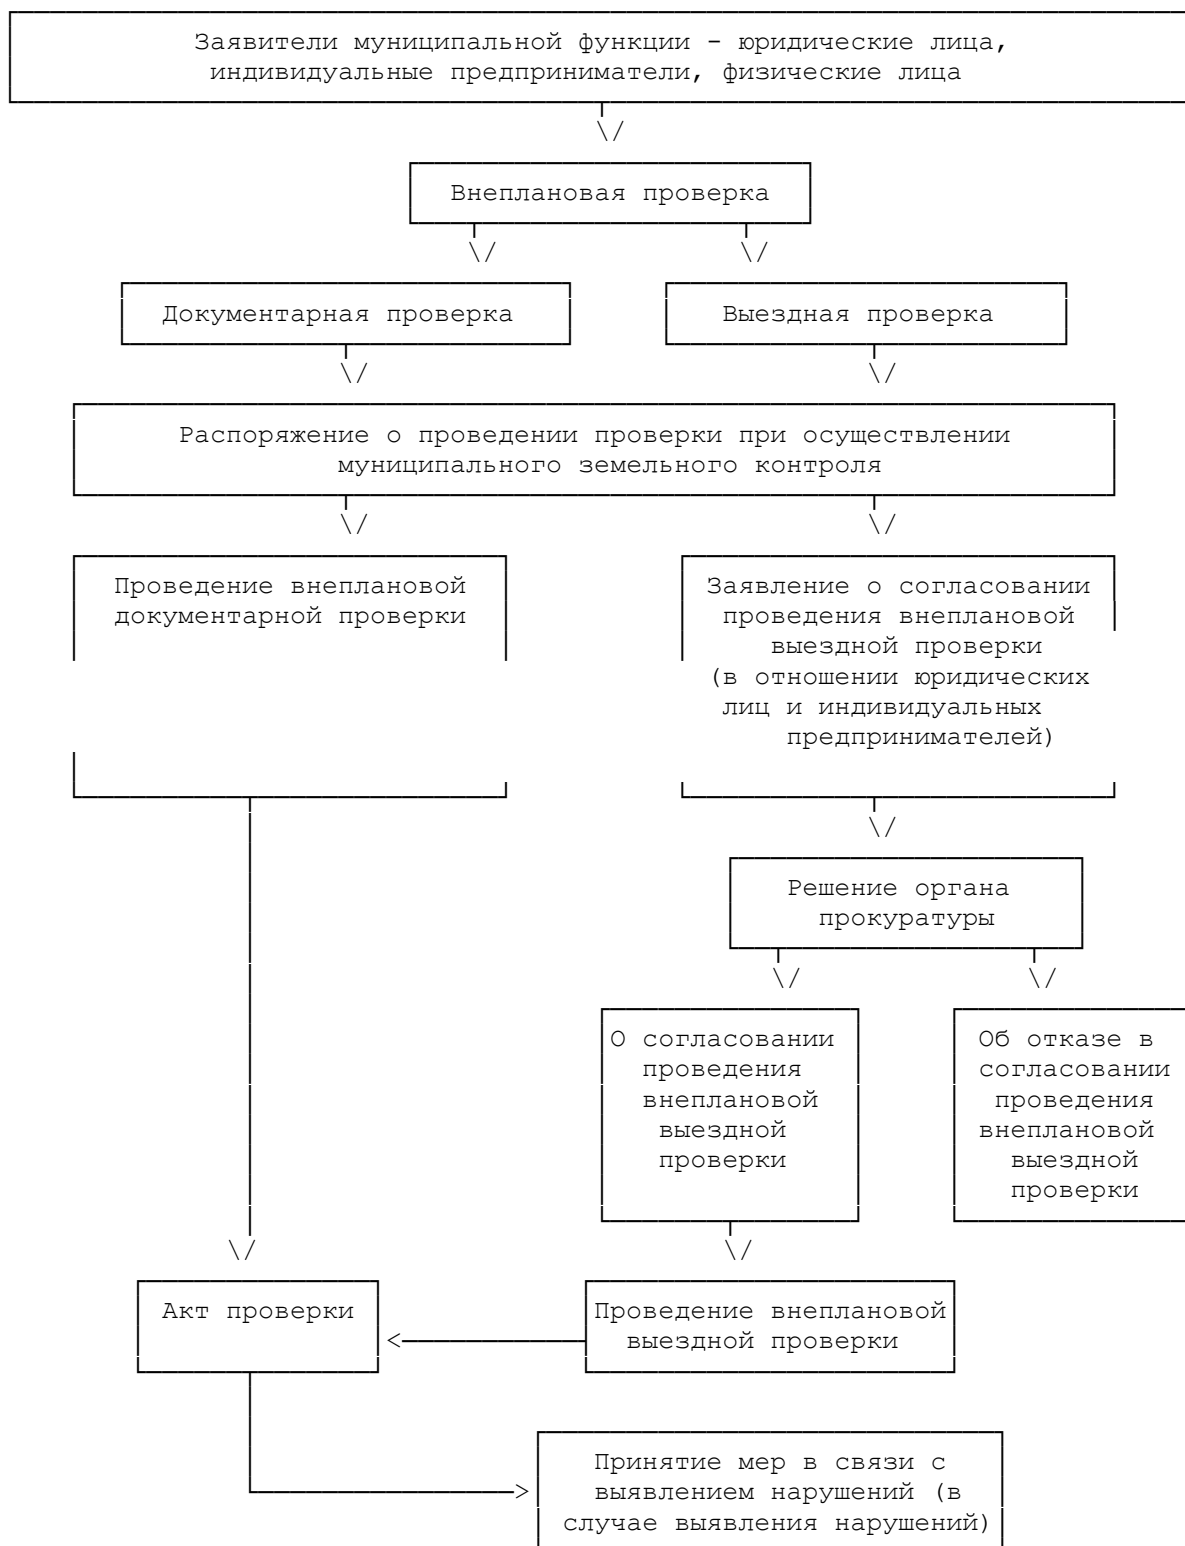 Заявители муниципальной функции - юридические лица,
индивидуальные предприниматели, физические лица
Внеплановая проверка
Документарная проверка
Выездная проверка
Распоряжение о проведении проверки при осуществлении
муниципального земельного контроля
Проведение внеплановой
документарной проверки
Заявление о согласовании
проведения внеплановой
выездной проверки
(в отношении юридических
лиц и индивидуальных
предпринимателей)
Решение органа
прокуратуры
О согласовании
проведения
внеплановой
выездной
проверки
Об отказе в
согласовании
проведения
внеплановой
выездной
проверки
Акт проверки
Проведение внеплановой
выездной проверки
Принятие мер в связи с
выявлением нарушений (в
случае выявления нарушений)